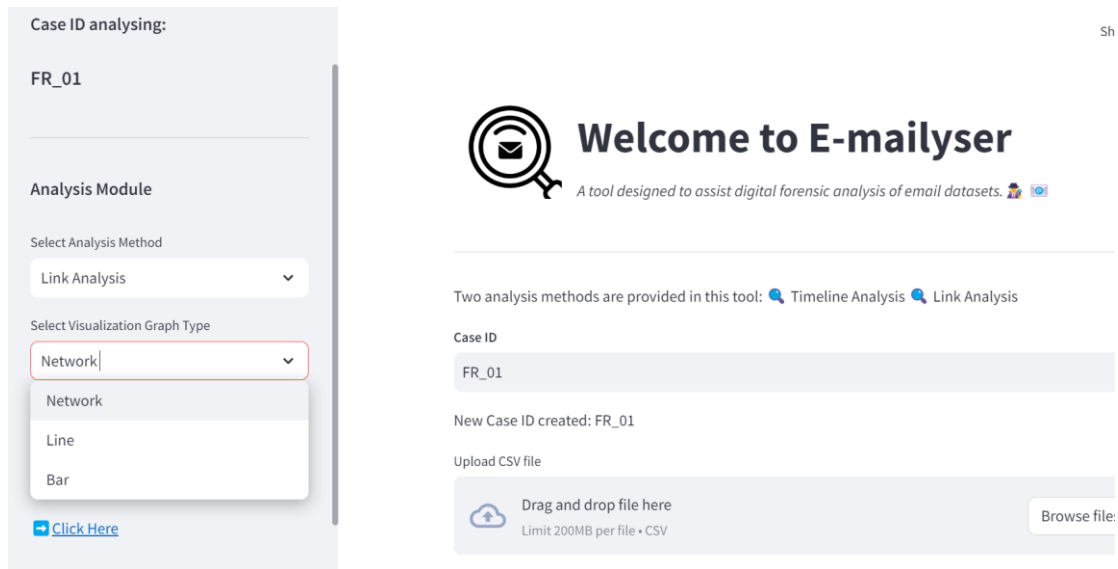 Case ID analysing:
FR_01
Analysis Module
Select Analysis Method
Link Analysis
Select Visualization Graph Type
Network
Network
Line
Bar
Click Here
Sh
Welcome to E-mailyser
A tool designed to assist digital forensic analysis of email datasets.
Two analysis methods are provided in this tool: 🔍 Timeline Analysis 🔍 Link Analysis
Case ID
FR_01
New Case ID created: FR_01
Upload CSV file
Drag and drop file here
Limit 200MB per file • CSV
Browse files